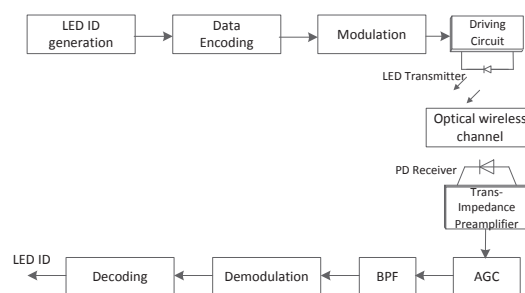 LED ID
generation
Data
Encoding
Modulation
Driving
Circuit
LED Transmitter
Optical wireless
channel
PD Receiver
Trans-
Impedance
Preamplifier
LED ID
Decoding
Demodulation
BPF
AGC